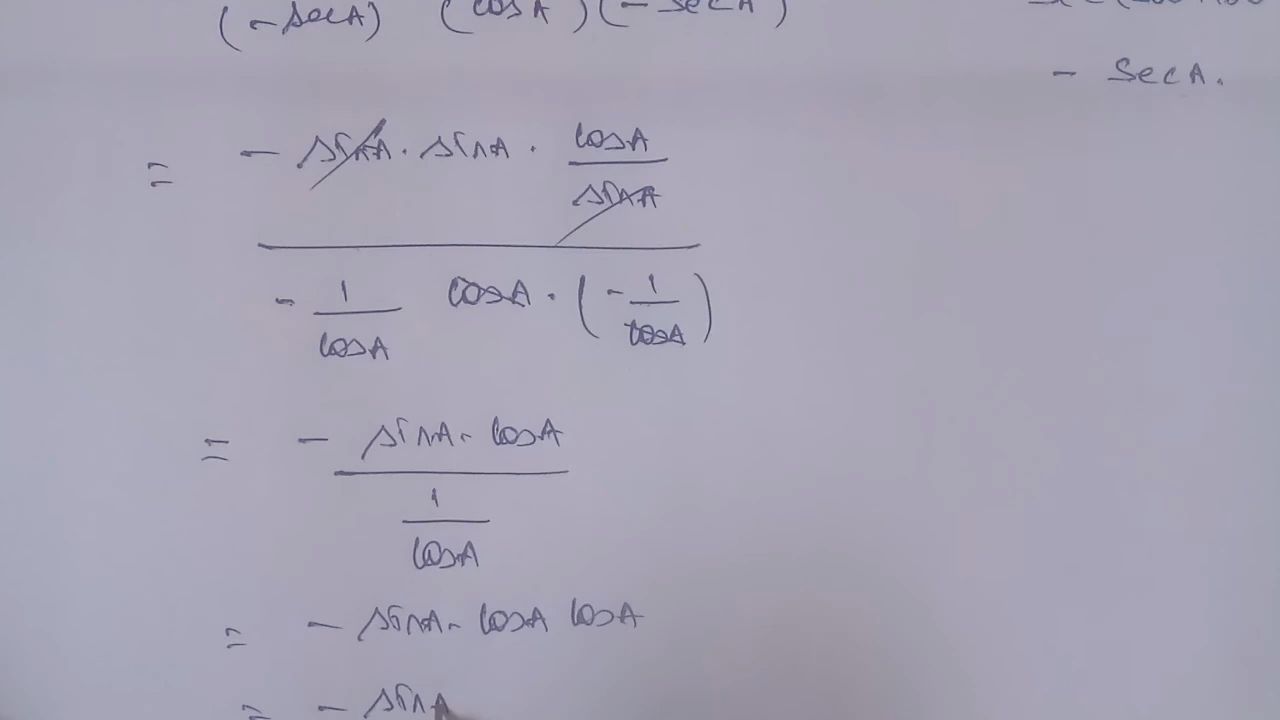 (- secA) (cosA)(- secA)
- SecA.
= - sinA . sinA . cosA / sinA
- 1/cosA cosA . (- 1/cosA)
= - sinA . cosA
1/cosA
= - sinA . cosA cosA
= - sinA